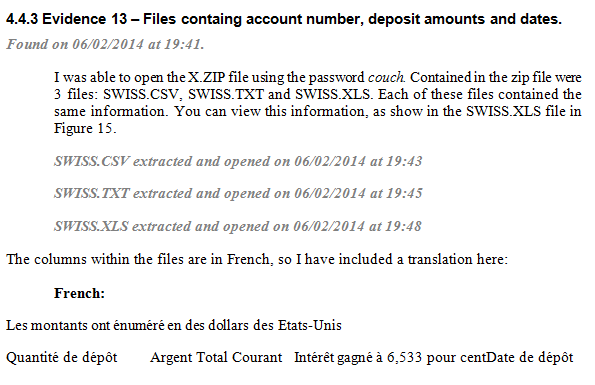 4.4.3 Evidence 13 – Files containg account number, deposit amounts and dates.
Found on 06/02/2014 at 19:41.
I was able to open the X.ZIP file using the password couch. Contained in the zip file were
3 files: SWISS.CSV, SWISS.TXT and SWISS.XLS. Each of these files contained the
same information. You can view this information, as show in the SWISS.XLS file in
Figure 15.
SWISS.CSV extracted and opened on 06/02/2014 at 19:43
SWISS.TXT extracted and opened on 06/02/2014 at 19:45
SWISS.XLS extracted and opened on 06/02/2014 at 19:48
The columns within the files are in French, so I have included a translation here:
French:
Les montants ont énuméré en des dollars des Etats-Unis
Quantité de dépôt Argent Total Courant Intérêt gagné à 6,533 pour centDate de dépôt